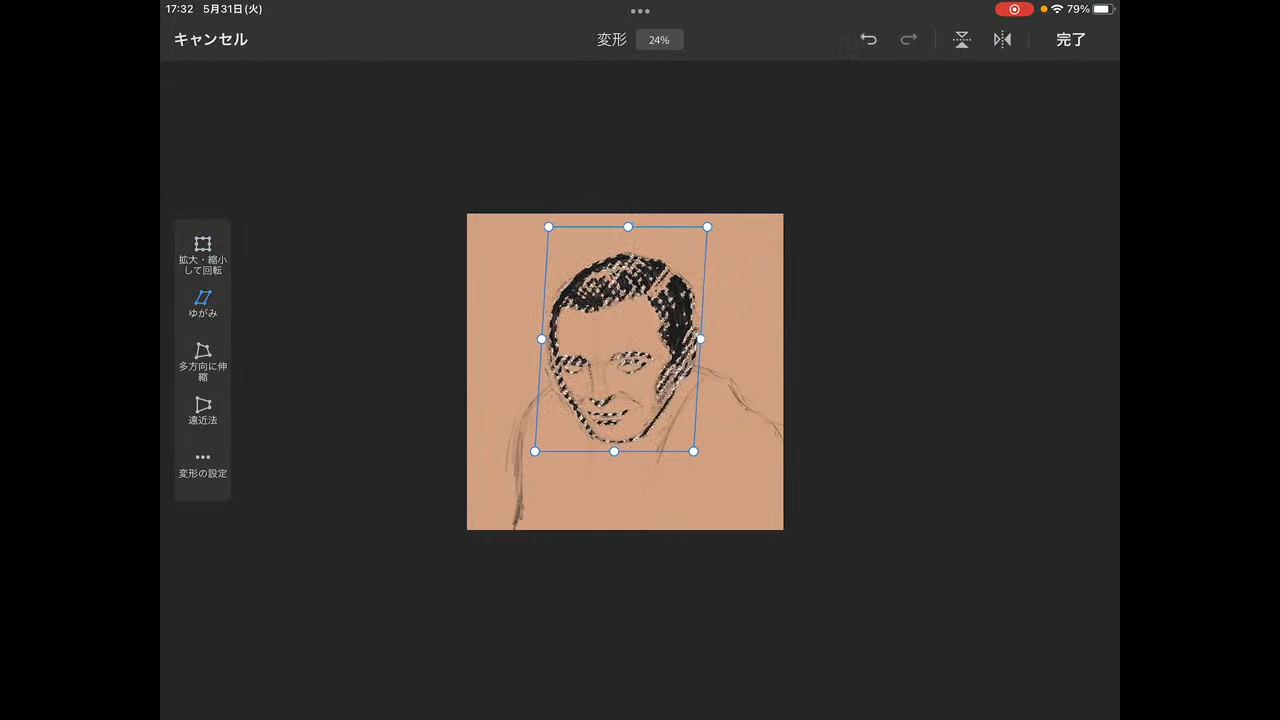 17:32 5月31日(火)
79%
キャンセル
変形 24%
完了
拡大・縮小
して回転
ゆがみ
多方向に伸
縮
遠近法
変形の設定